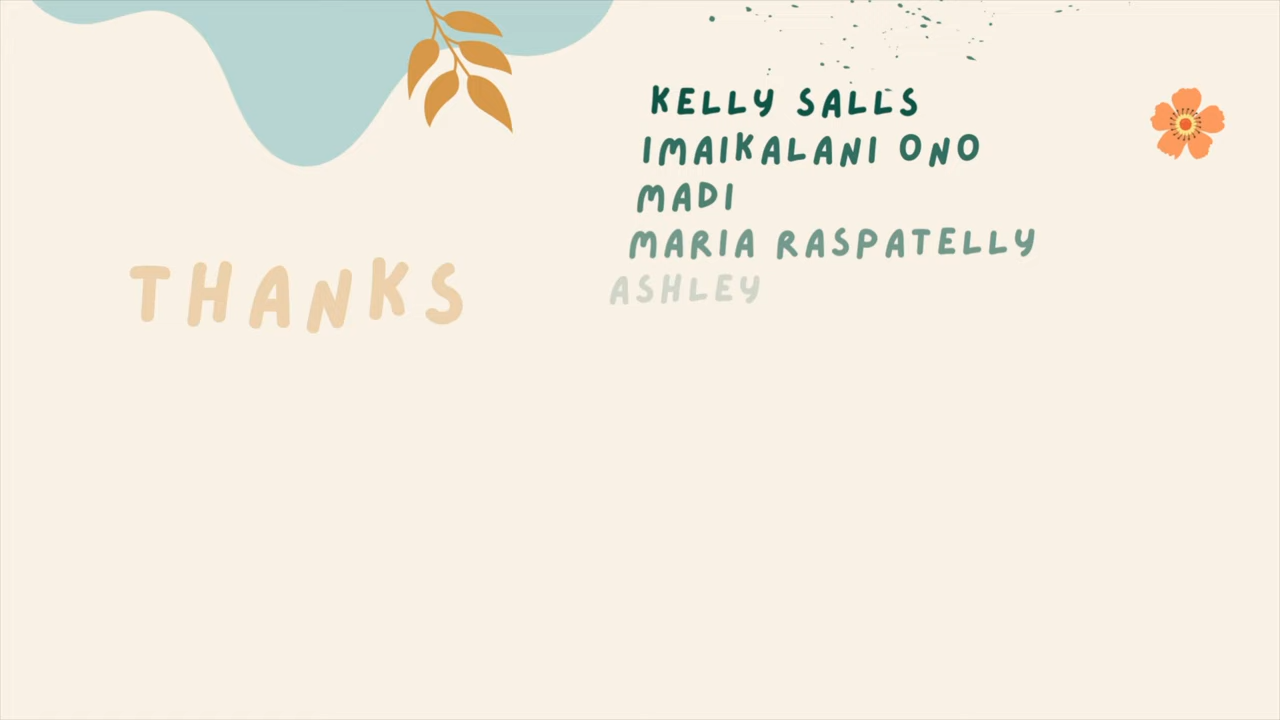 THANKS
KELLY SALLS
IMAIKALANI ONO
MADI
MARIA RASPATELLY
ASHLEY